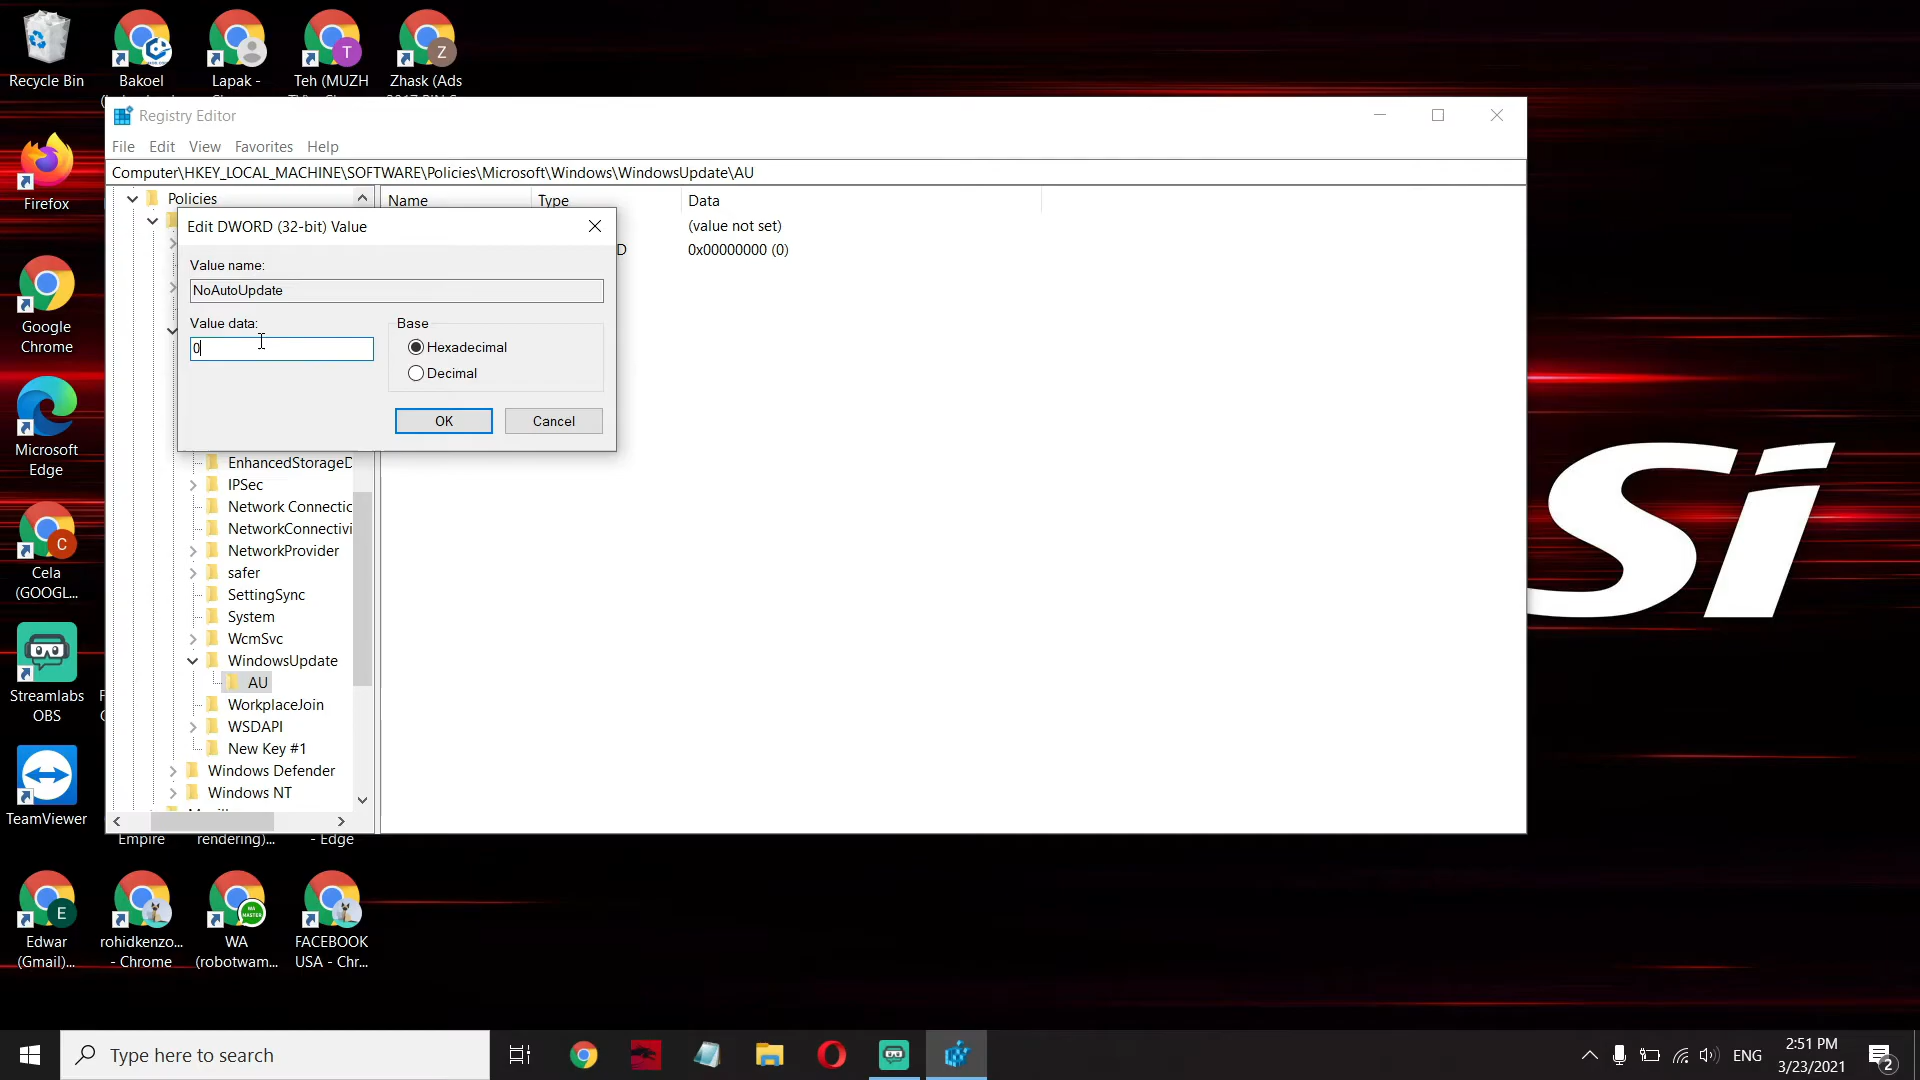 Recycle Bin
Bakoel
Lapak -
Teh (MUZH
Zhask (Ads
T
Z
Registry Editor
File Edit View Favorites Help
Computer\HKEY_LOCAL_MACHINE\SOFTWARE\Policies\Microsoft\Windows\WindowsUpdate\AU
Policies
Name Type Data
(value not set)
D 0x00000000 (0)
Edit DWORD (32-bit) Value
Value name:
NoAutoUpdate
Value data:
0
Base
Hexadecimal
Decimal
OK
Cancel
EnhancedStorageD
IPSec
Network Connectic
NetworkConnectivi
NetworkProvider
safer
SettingSync
System
WcmSvc
WindowsUpdate
AU
WorkplaceJoin
WSDAPI
New Key #1
Windows Defender
Windows NT
Firefox
Google
Chrome
Microsoft
Edge
C
Cela
(GOOGL...
Streamlabs
OBS
TeamViewer
Empire
rendering)...
- Edge
E
Edwar
(Gmail)...
rohidkenzo...
- Chrome
WA
(robotwam...
FACEBOOK
USA - Chr...
si
Type here to search
ENG
2:51 PM
3/23/2021
2